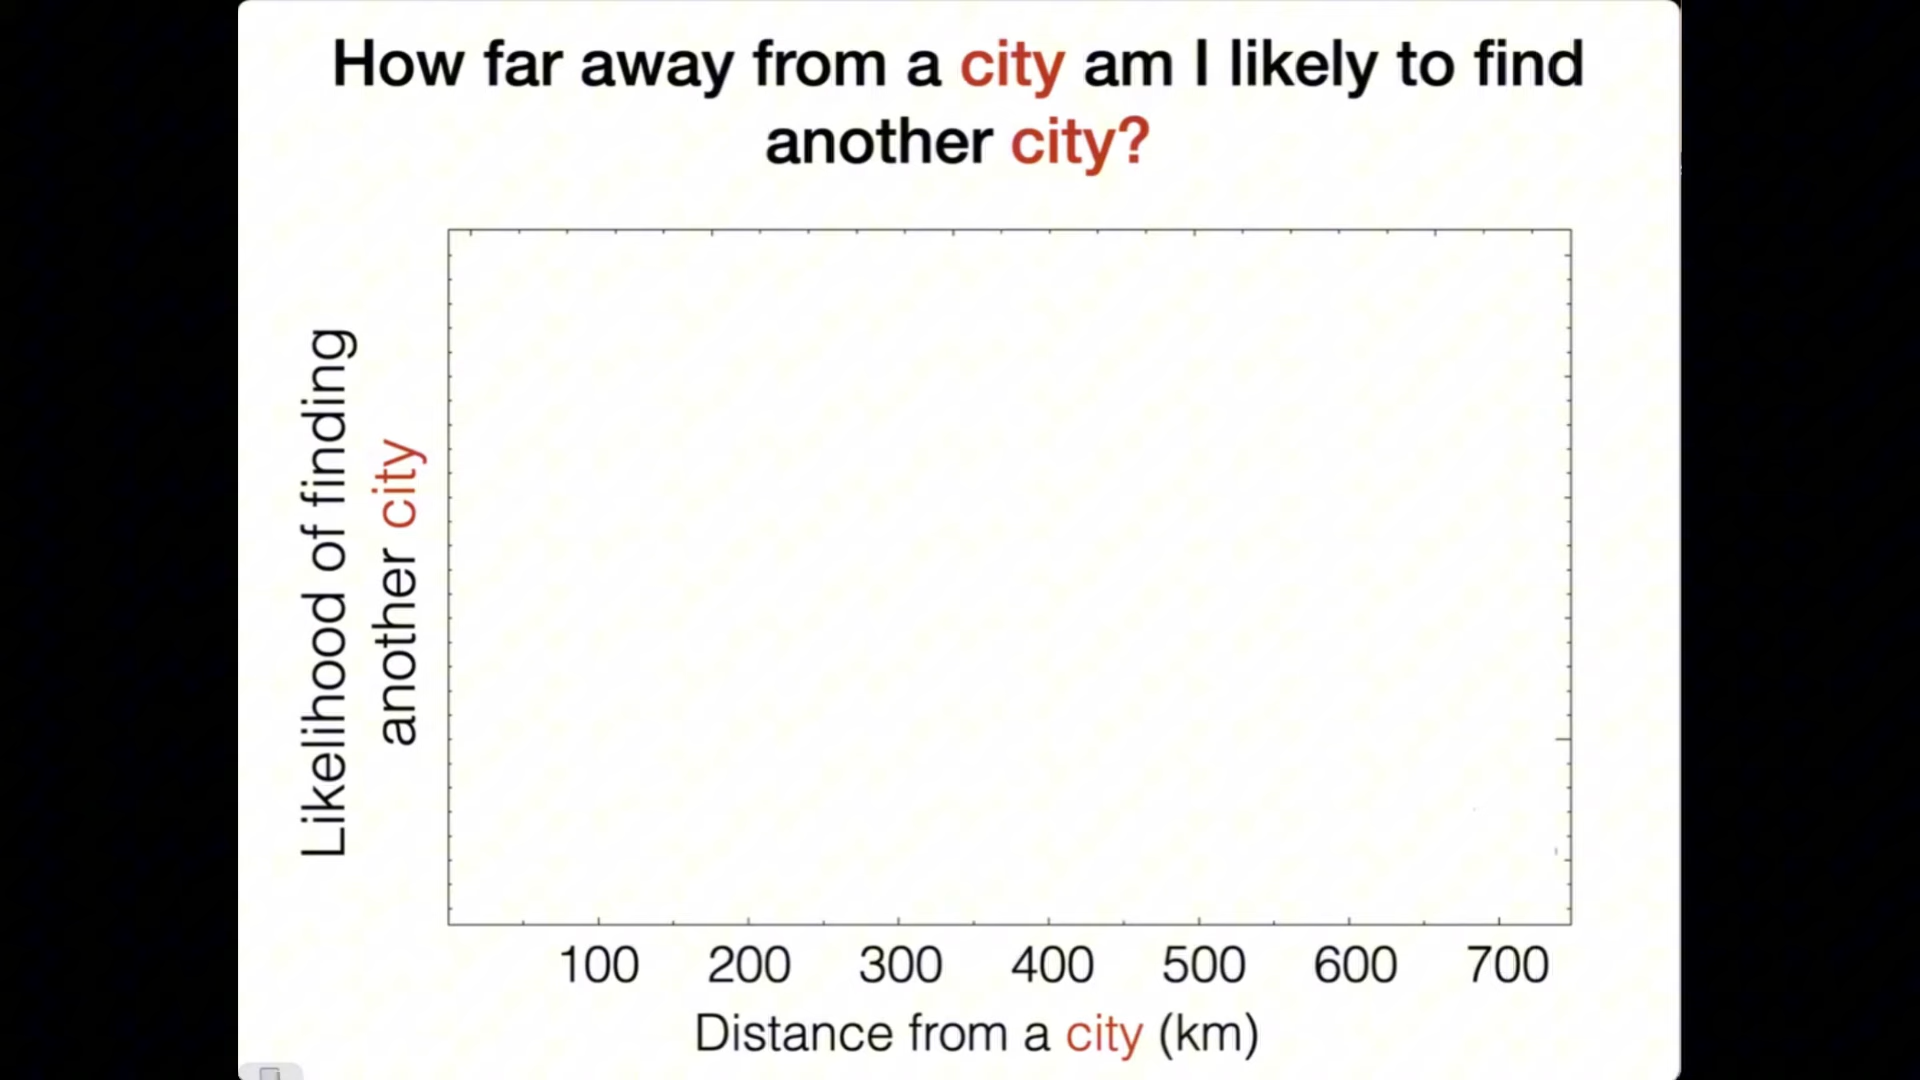 How far away from a city am I likely to find
another city?
Likelihood of finding
another city
100 200 300 400 500 600 700
Distance from a city (km)